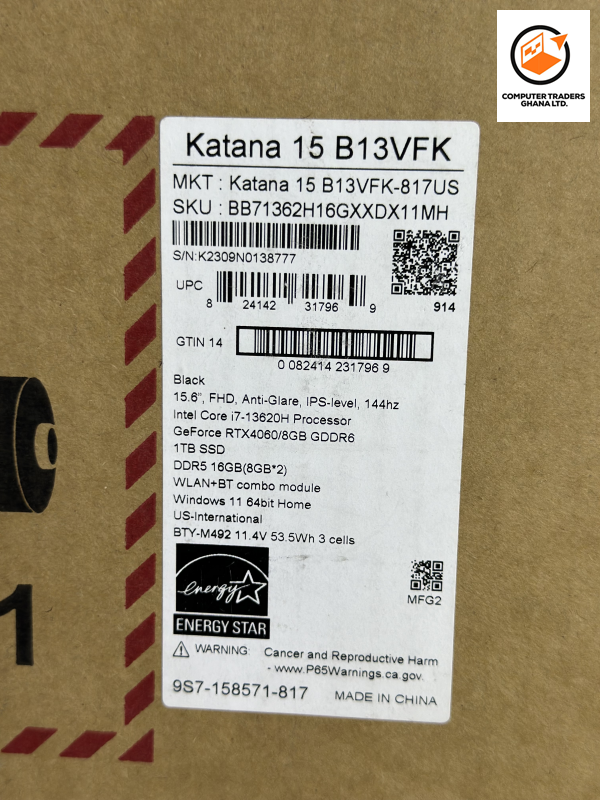 COMPUTER TRADERS
GHANA LTD.
Katana 15 B13VFK
MKT : Katana 15 B13VFK-817US
SKU : BB71362H16GXXDX11MH
S/N:K2309N0138777
914
UPC
8 24142 31796 9
GTIN 14
0 082414 231796 9
Black
15.6", FHD, Anti-Glare, IPS-level, 144hz
Intel Core i7-13620H Processor
GeForce RTX4060/8GB GDDR6
1TB SSD
DDR5 16GB(8GB*2)
WLAN+BT combo module
Windows 11 64bit Home
US-International
BTY-M492 11.4V 53.5Wh 3 cells
energy
ENERGY STAR
MFG2
WARNING: Cancer and Reproductive Harm
- www.P65Warnings.ca.gov.
9S7-158571-817 MADE IN CHINA
1